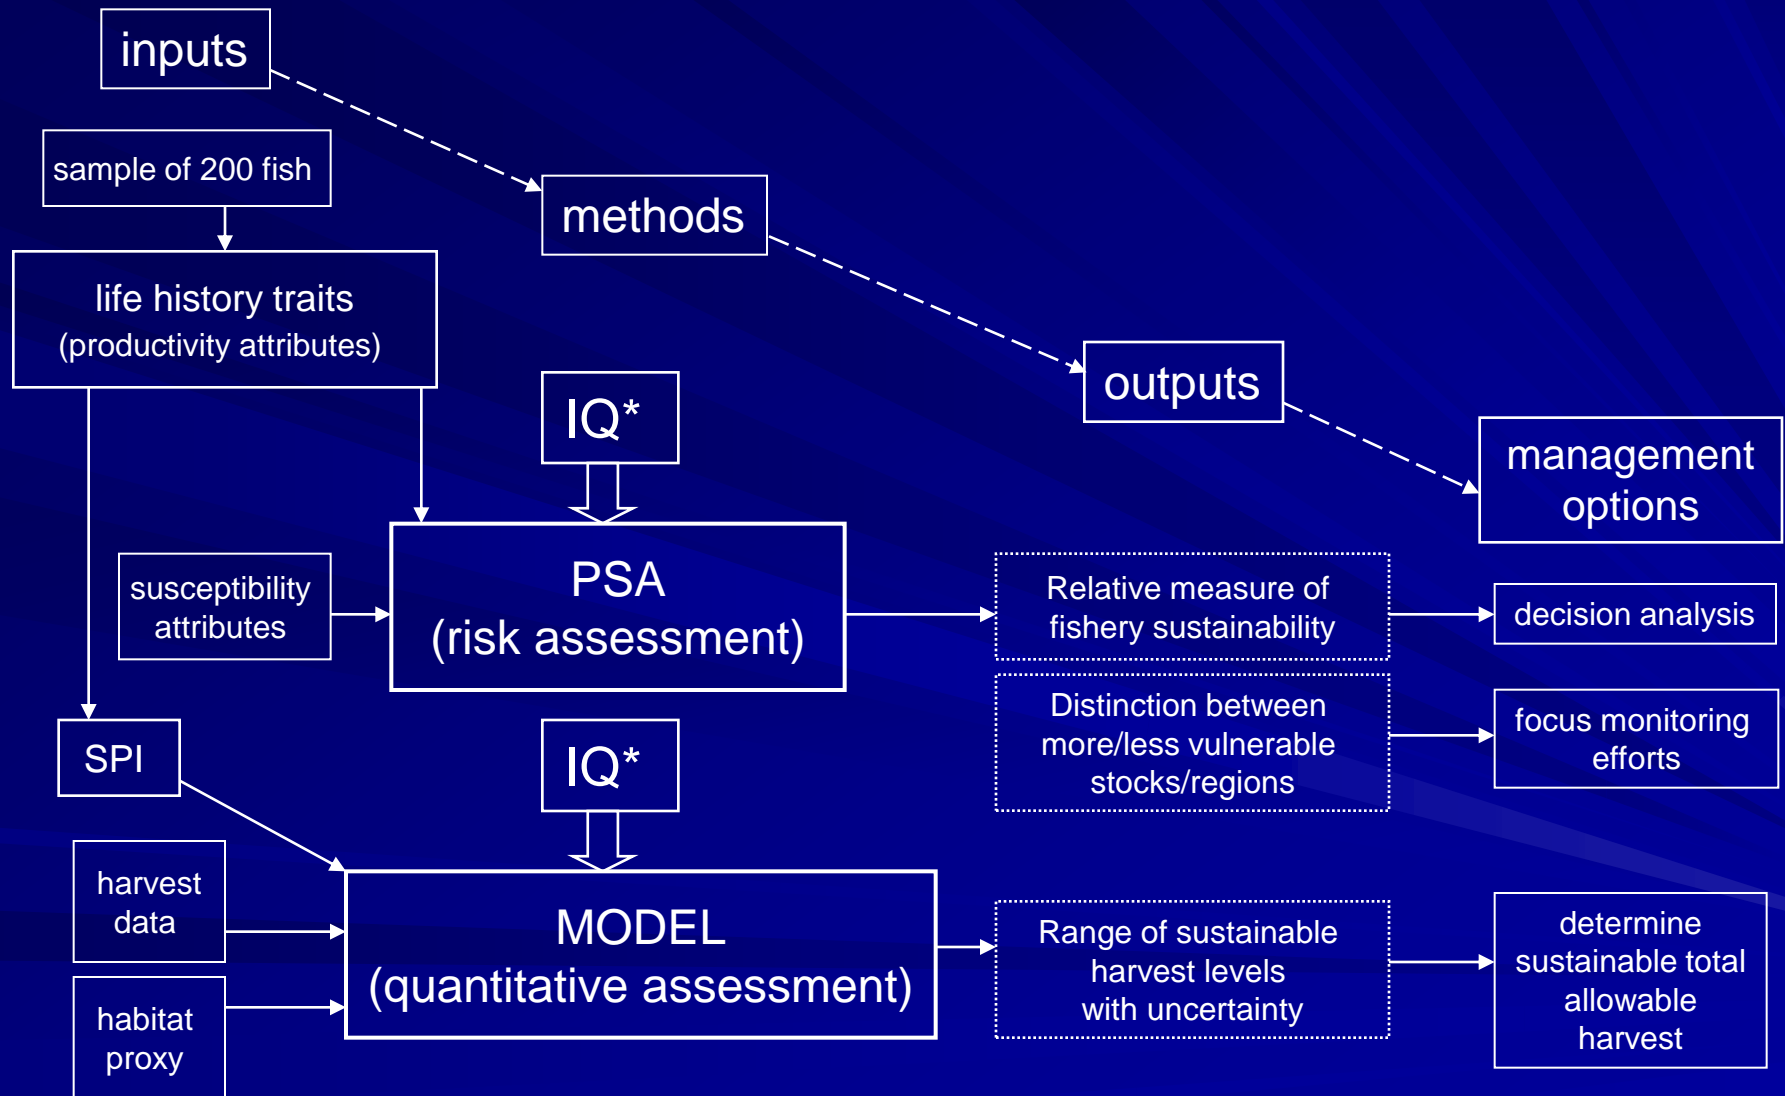 inputs
sample of 200 fish
methods
life history traits
(productivity attributes)
outputs
IQ*
management
options
susceptibility
attributes
PSA
(risk assessment)
Relative measure of
fishery sustainability
decision analysis
Distinction between
more/less vulnerable
stocks/regions
focus monitoring
efforts
SPI
IQ*
harvest
data
habitat
proxy
MODEL
(quantitative assessment)
Range of sustainable
harvest levels
with uncertainty
determine
sustainable total
allowable
harvest